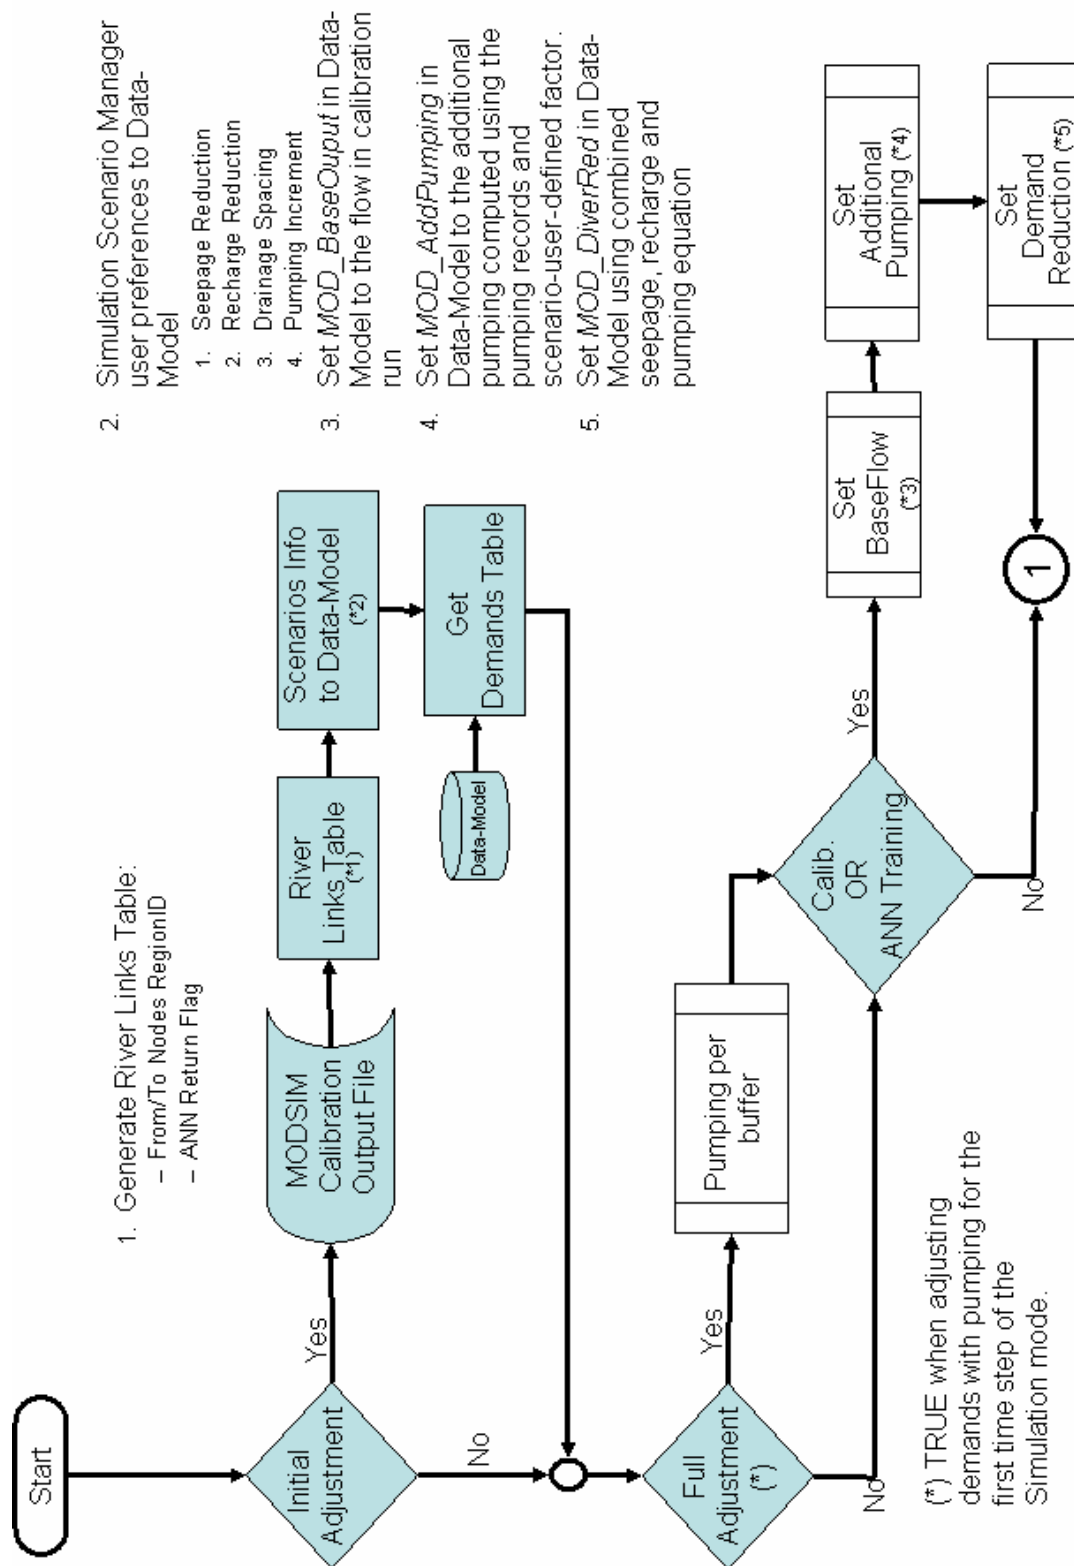 Start
Initial
Adjustment
Yes
No
MODSIM
Calibration
Output File
River
Links Table
(*1)
Scenarios Info
to Data-Model
(*2)
Data-Model
Get
Demands Table
1. Generate River Links Table:
– From/To Nodes RegionID
– ANN Return Flag
2. Simulation Scenario Manager
user preferences to Data-
Model
1. Seepage Reduction
2. Recharge Reduction
3. Drainage Spacing
4. Pumping Increment
3. Set MOD_BaseOuput in Data-
Model to the flow in calibration
run
4. Set MOD_AddPumping in
Data-Model to the additional
pumping computed using the
pumping records and
scenario-user-defined factor.
5. Set MOD_DiverRed in Data-
Model using combined
seepage, recharge and
pumping equation
Full
Adjustment
(*)
Yes
No
Pumping per
buffer
Calib.
OR
ANN Training
Yes
No
Set
BaseFlow
(*3)
Set
Additional
Pumping (*4)
Set
Demand
Reduction (*5)
1
(*) TRUE when adjusting
demands with pumping for the
first time step of the
Simulation mode.